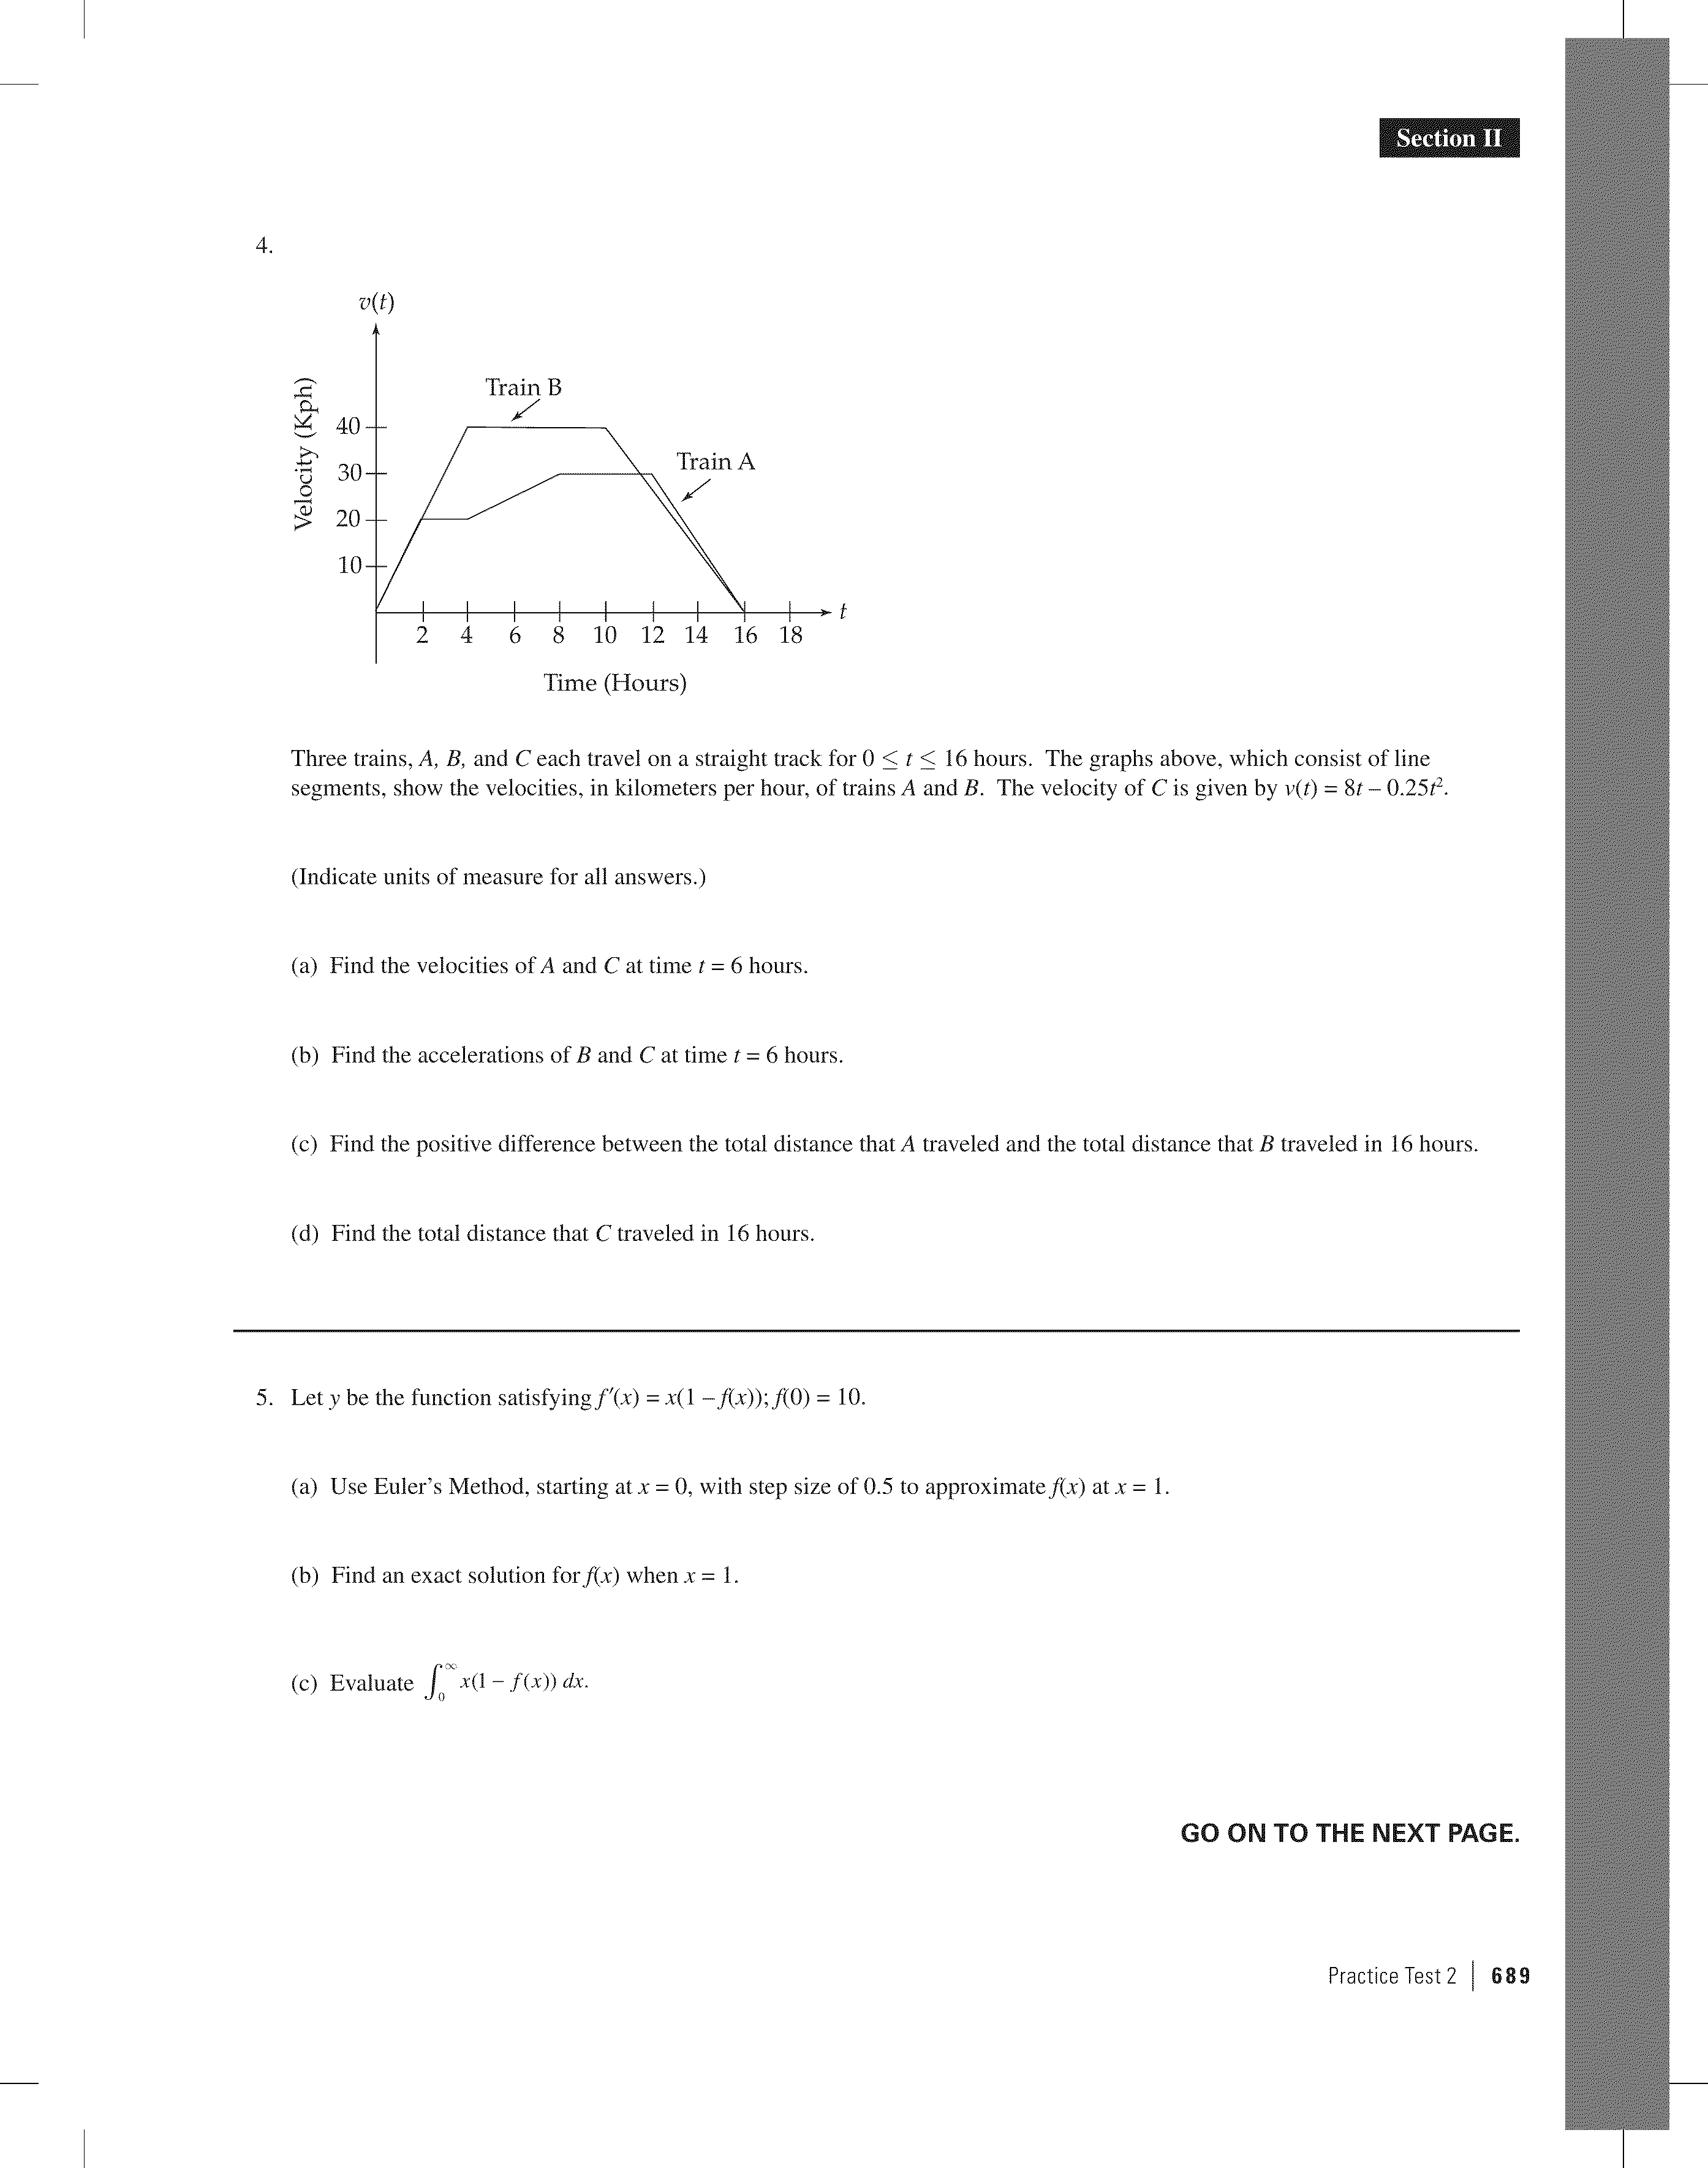 Section II
4.
v(t)
Velocity (Kph)
40
30
20
10
Train B
Train A
t
2 4 6 8 10 12 14 16 18
Time (Hours)
Three trains, A, B, and C each travel on a straight track for 0 ≤ t ≤ 16 hours. The graphs above, which consist of line
segments, show the velocities, in kilometers per hour, of trains A and B. The velocity of C is given by v(t) = 8t – 0.25t².
(Indicate units of measure for all answers.)
(a) Find the velocities of A and C at time t = 6 hours.
(b) Find the accelerations of B and C at time t = 6 hours.
(c) Find the positive difference between the total distance that A traveled and the total distance that B traveled in 16 hours.
(d) Find the total distance that C traveled in 16 hours.
5. Let y be the function satisfying f′(x) = x(1 – f(x)); f(0) = 10.
(a) Use Euler’s Method, starting at x = 0, with step size of 0.5 to approximate f(x) at x = 1.
(b) Find an exact solution for f(x) when x = 1.
(c) Evaluate ∫₀^∞ x(1 – f(x)) dx.
GO ON TO THE NEXT PAGE.
Practice Test 2 | 689